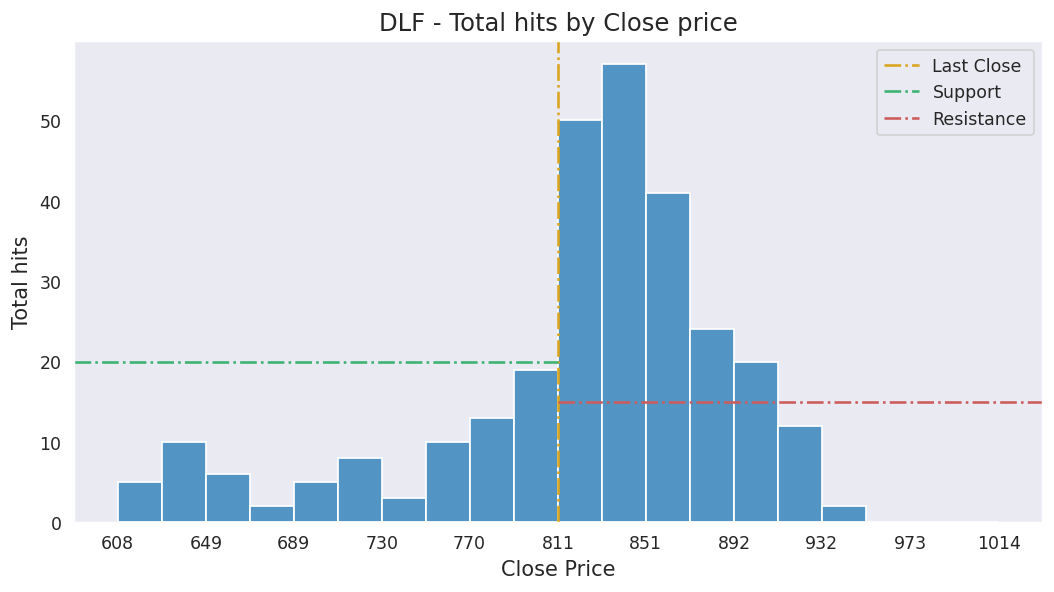 DLF - Total hits by Close price
Last Close
Support
Resistance
Total hits
50
40
30
20
10
0
608 649 689 730 770 811 851 892 932 973 1014
Close Price